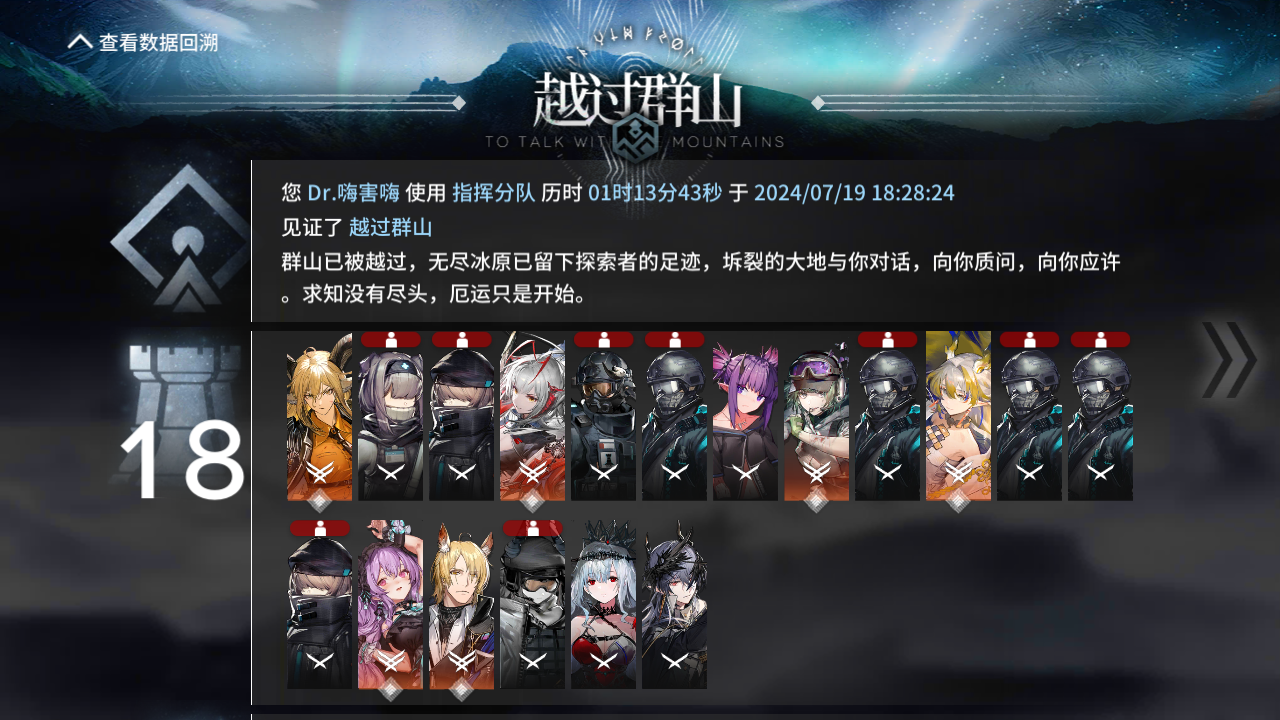 查看数据回溯
越过群山
TO TALK WIT MOUNTAINS
您 Dr.嗨害嗨 使用 指挥分队 历时 01时13分43秒 于 2024/07/19 18:28:24
见证了 越过群山
群山已被越过，无尽冰原已留下探索者的足迹，坼裂的大地与你对话，向你质问，向你应许
。求知没有尽头，厄运只是开始。
18